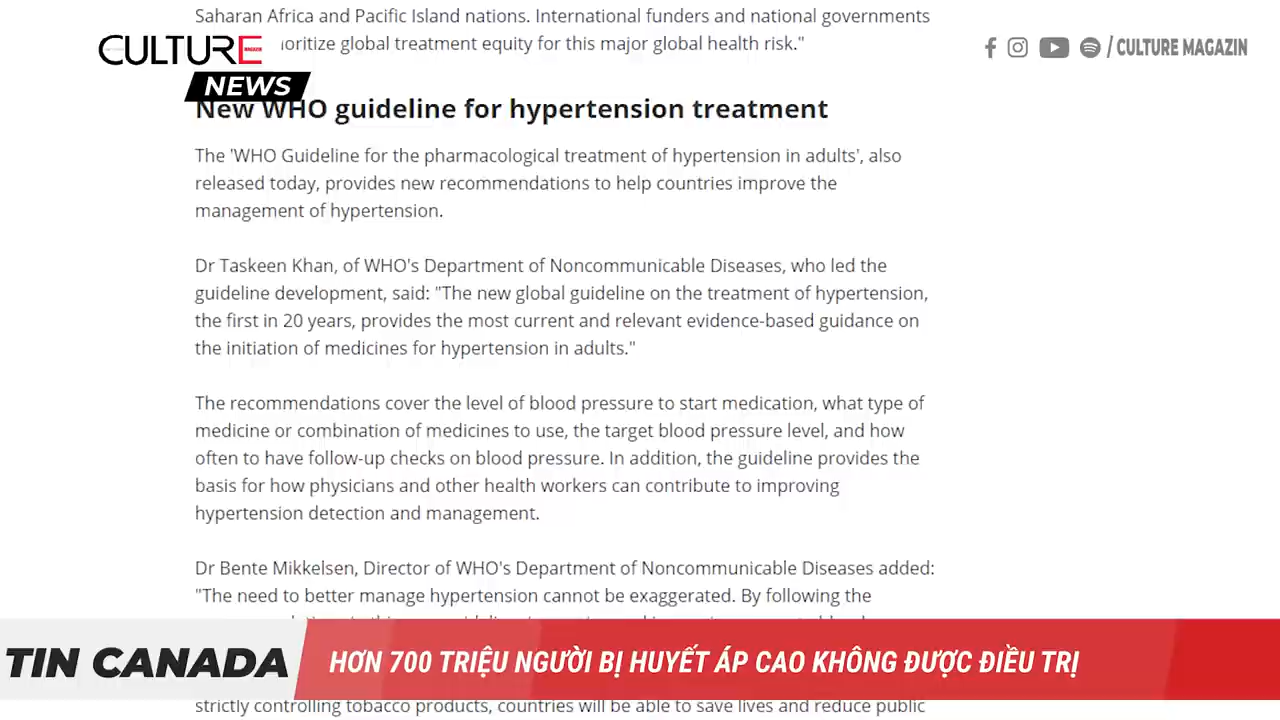 Saharan Africa and Pacific Island nations. International funders and national governments
oritize global treatment equity for this major global health risk."
CULTURE
NEWS
/ CULTURE MAGAZIN
New WHO guideline for hypertension treatment
The 'WHO Guideline for the pharmacological treatment of hypertension in adults', also
released today, provides new recommendations to help countries improve the
management of hypertension.
Dr Taskeen Khan, of WHO's Department of Noncommunicable Diseases, who led the
guideline development, said: "The new global guideline on the treatment of hypertension,
the first in 20 years, provides the most current and relevant evidence-based guidance on
the initiation of medicines for hypertension in adults."
The recommendations cover the level of blood pressure to start medication, what type of
medicine or combination of medicines to use, the target blood pressure level, and how
often to have follow-up checks on blood pressure. In addition, the guideline provides the
basis for how physicians and other health workers can contribute to improving
hypertension detection and management.
Dr Bente Mikkelsen, Director of WHO's Department of Noncommunicable Diseases added:
"The need to better manage hypertension cannot be exaggerated. By following the
TIN CANADA
HƠN 700 TRIỆU NGƯỜI BỊ HUYẾT ÁP CAO KHÔNG ĐƯỢC ĐIỀU TRỊ
strictly controlling tobacco products, countries will be able to save lives and reduce public